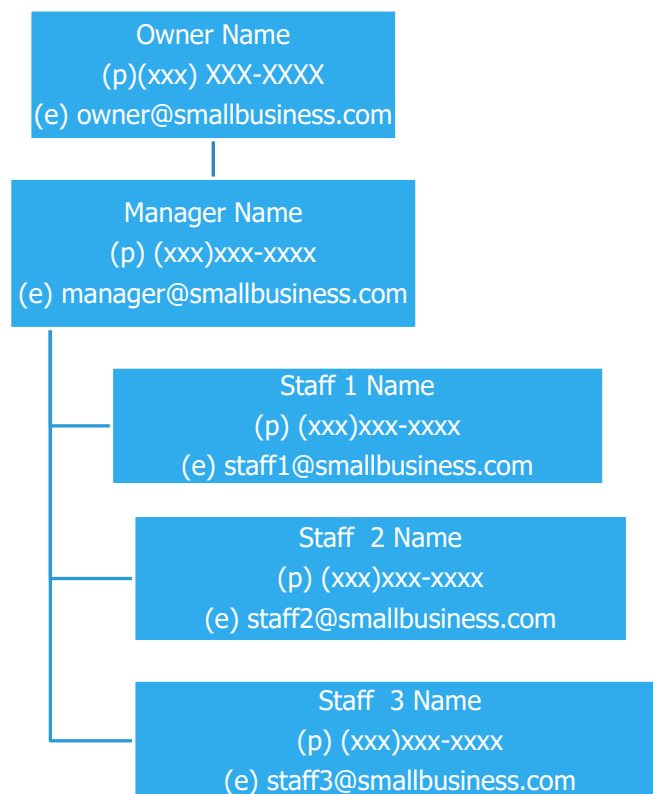 Owner Name
(p)(xxx) XXX-XXXX
(e) owner@smallbusiness.com
Manager Name
(p) (xxx)xxx-xxxx
(e) manager@smallbusiness.com
Staff 1 Name
(p) (xxx)xxx-xxxx
(e) staff1@smallbusiness.com
Staff  2 Name
(p) (xxx)xxx-xxxx
(e) staff2@smallbusiness.com
Staff  3 Name
(p) (xxx)xxx-xxxx
(e) staff3@smallbusiness.com